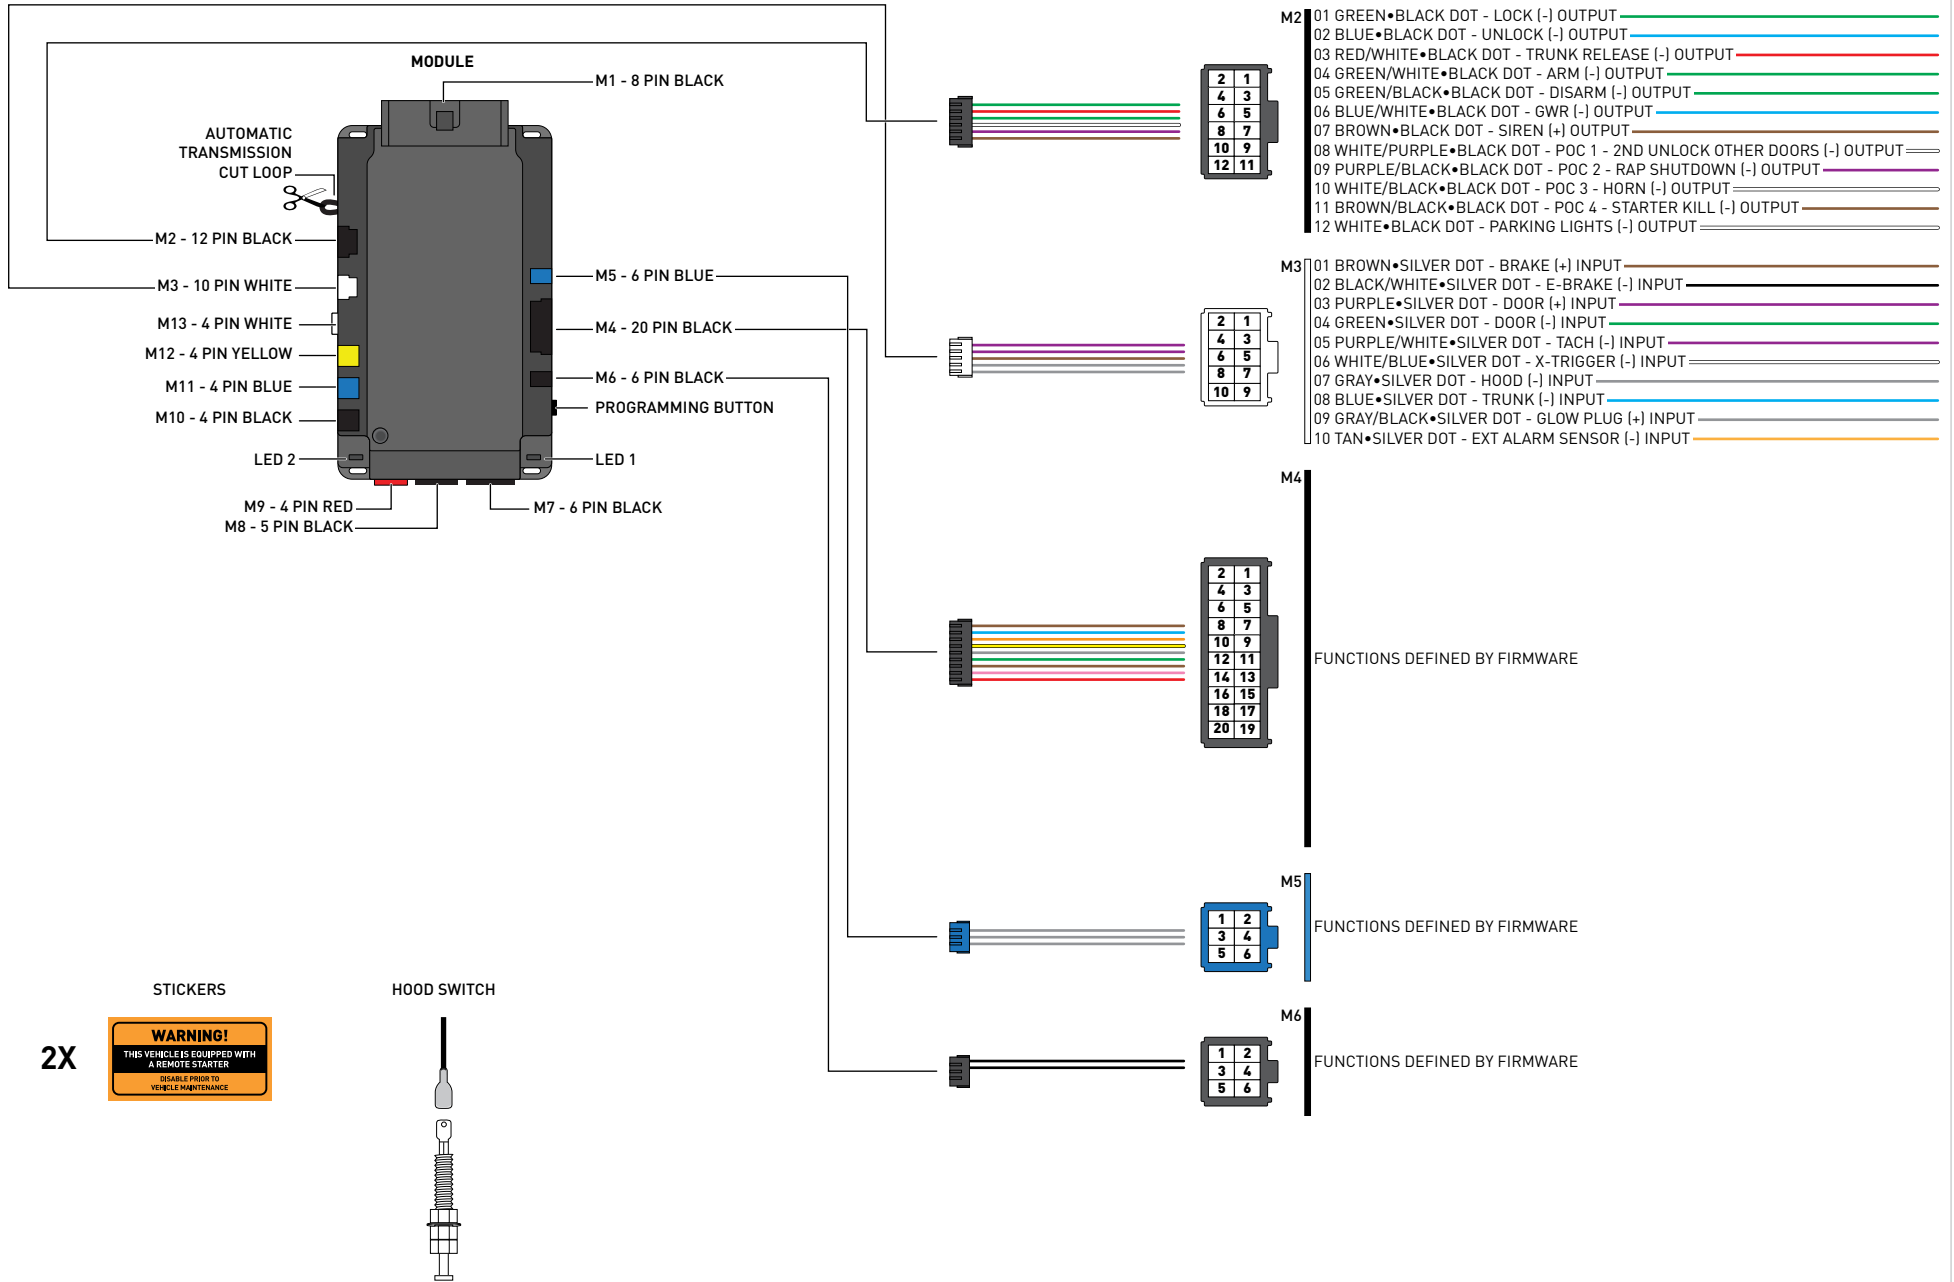 MODULE
M1 - 8 PIN BLACK
AUTOMATIC
TRANSMISSION
CUT LOOP
M2 - 12 PIN BLACK
M3 - 10 PIN WHITE
M13 - 4 PIN WHITE
M12 - 4 PIN YELLOW
M11 - 4 PIN BLUE
M10 - 4 PIN BLACK
LED 2
M9 - 4 PIN RED
M8 - 5 PIN BLACK
M5 - 6 PIN BLUE
M4 - 20 PIN BLACK
M6 - 6 PIN BLACK
PROGRAMMING BUTTON
LED 1
M7 - 6 PIN BLACK
2 1
4 3
6 5
8 7
10 9
12 11
M2
01 GREEN•BLACK DOT - LOCK (-) OUTPUT
02 BLUE•BLACK DOT - UNLOCK (-) OUTPUT
03 RED/WHITE•BLACK DOT - TRUNK RELEASE (-) OUTPUT
04 GREEN/WHITE•BLACK DOT - ARM (-) OUTPUT
05 GREEN/BLACK•BLACK DOT - DISARM (-) OUTPUT
06 BLUE/WHITE•BLACK DOT - GWR (-) OUTPUT
07 BROWN•BLACK DOT - SIREN (+) OUTPUT
08 WHITE/PURPLE•BLACK DOT - POC 1 - 2ND UNLOCK OTHER DOORS (-) OUTPUT
09 PURPLE/BLACK•BLACK DOT - POC 2 - RAP SHUTDOWN (-) OUTPUT
10 WHITE/BLACK•BLACK DOT - POC 3 - HORN (-) OUTPUT
11 BROWN/BLACK•BLACK DOT - POC 4 - STARTER KILL (-) OUTPUT
12 WHITE•BLACK DOT - PARKING LIGHTS (-) OUTPUT
2 1
4 3
6 5
8 7
10 9
M3
01 BROWN•SILVER DOT - BRAKE (+) INPUT
02 BLACK/WHITE•SILVER DOT - E-BRAKE (-) INPUT
03 PURPLE•SILVER DOT - DOOR (+) INPUT
04 GREEN•SILVER DOT - DOOR (-) INPUT
05 PURPLE/WHITE•SILVER DOT - TACH (-) INPUT
06 WHITE/BLUE•SILVER DOT - X-TRIGGER (-) INPUT
07 GRAY•SILVER DOT - HOOD (-) INPUT
08 BLUE•SILVER DOT - TRUNK (-) INPUT
09 GRAY/BLACK•SILVER DOT - GLOW PLUG (+) INPUT
10 TAN•SILVER DOT - EXT ALARM SENSOR (-) INPUT
M4
2 1
4 3
6 5
8 7
10 9
12 11
14 13
16 15
18 17
20 19
FUNCTIONS DEFINED BY FIRMWARE
M5
1 2
3 4
5 6
FUNCTIONS DEFINED BY FIRMWARE
M6
1 2
3 4
5 6
FUNCTIONS DEFINED BY FIRMWARE
STICKERS
2X
WARNING!
THIS VEHICLE IS EQUIPPED WITH
A REMOTE STARTER
DISABLE PRIOR TO
VEHICLE MAINTENANCE
HOOD SWITCH